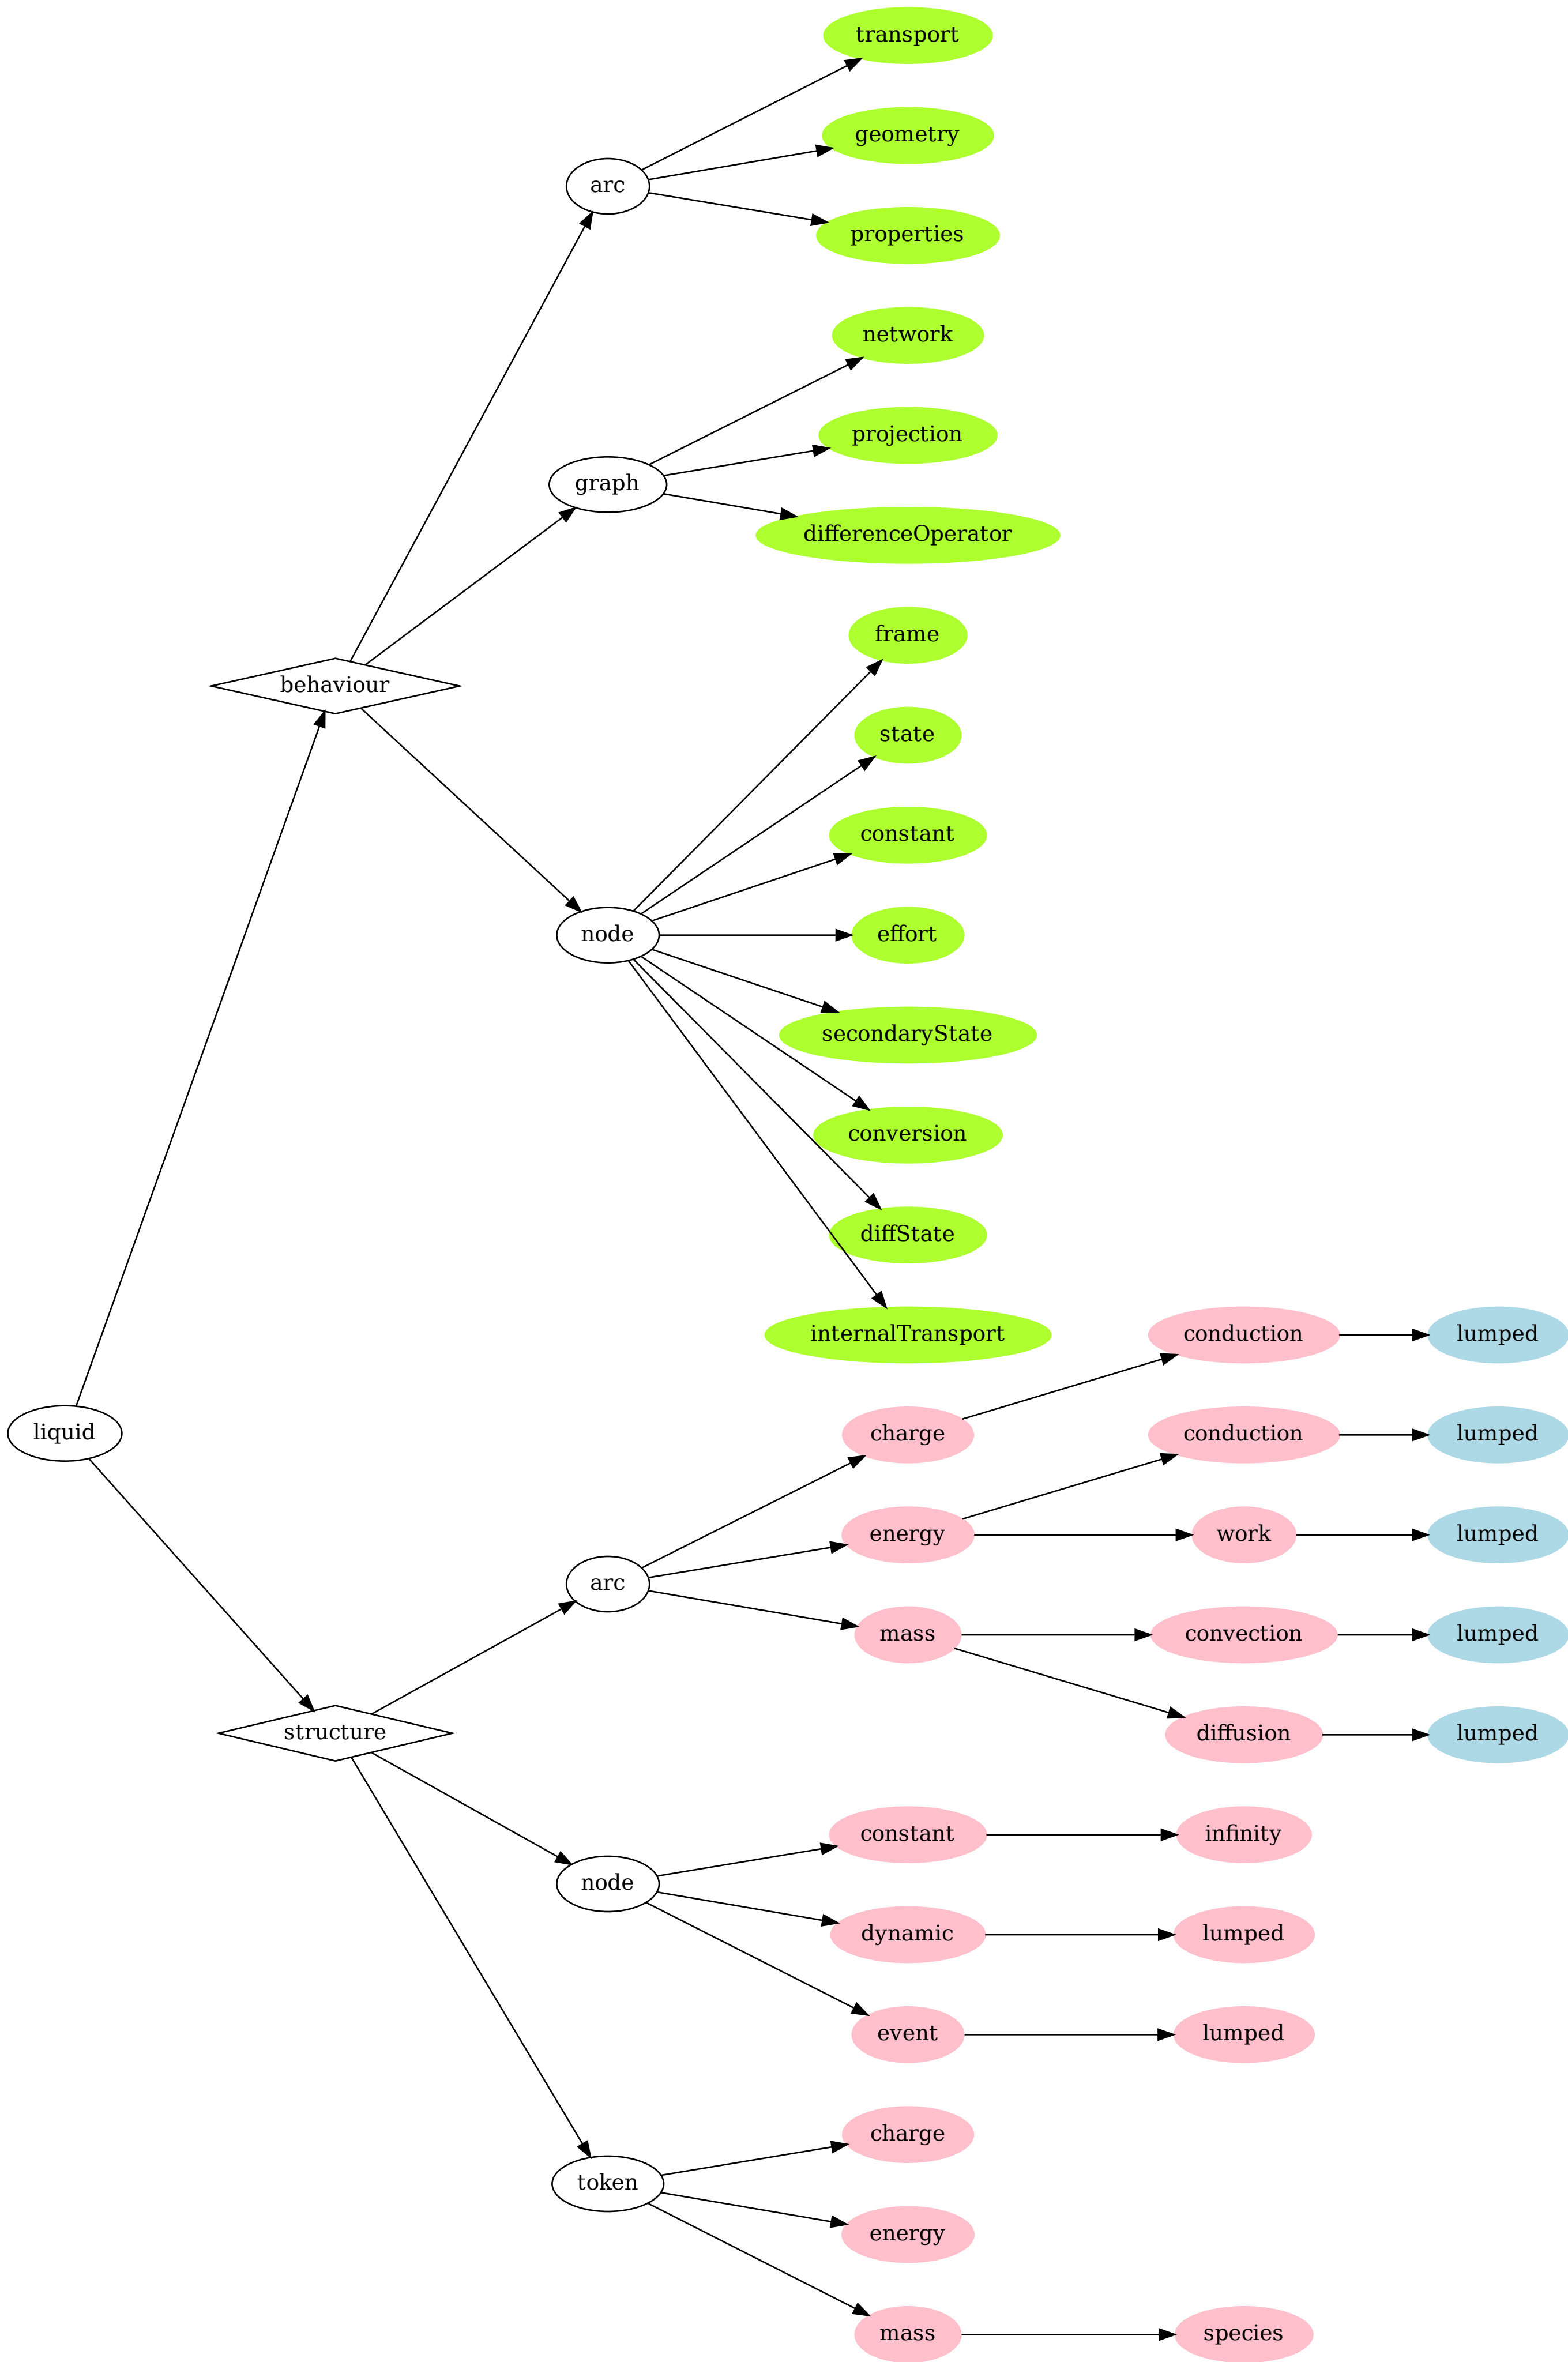 transport
geometry
arc
properties
network
projection
graph
differenceOperator
frame
behaviour
state
constant
node
effort
secondaryState
conversion
diffState
internalTransport
conduction
lumped
liquid
charge
conduction
lumped
energy
work
lumped
arc
mass
convection
lumped
structure
diffusion
lumped
constant
infinity
node
dynamic
lumped
event
lumped
charge
token
energy
mass
species